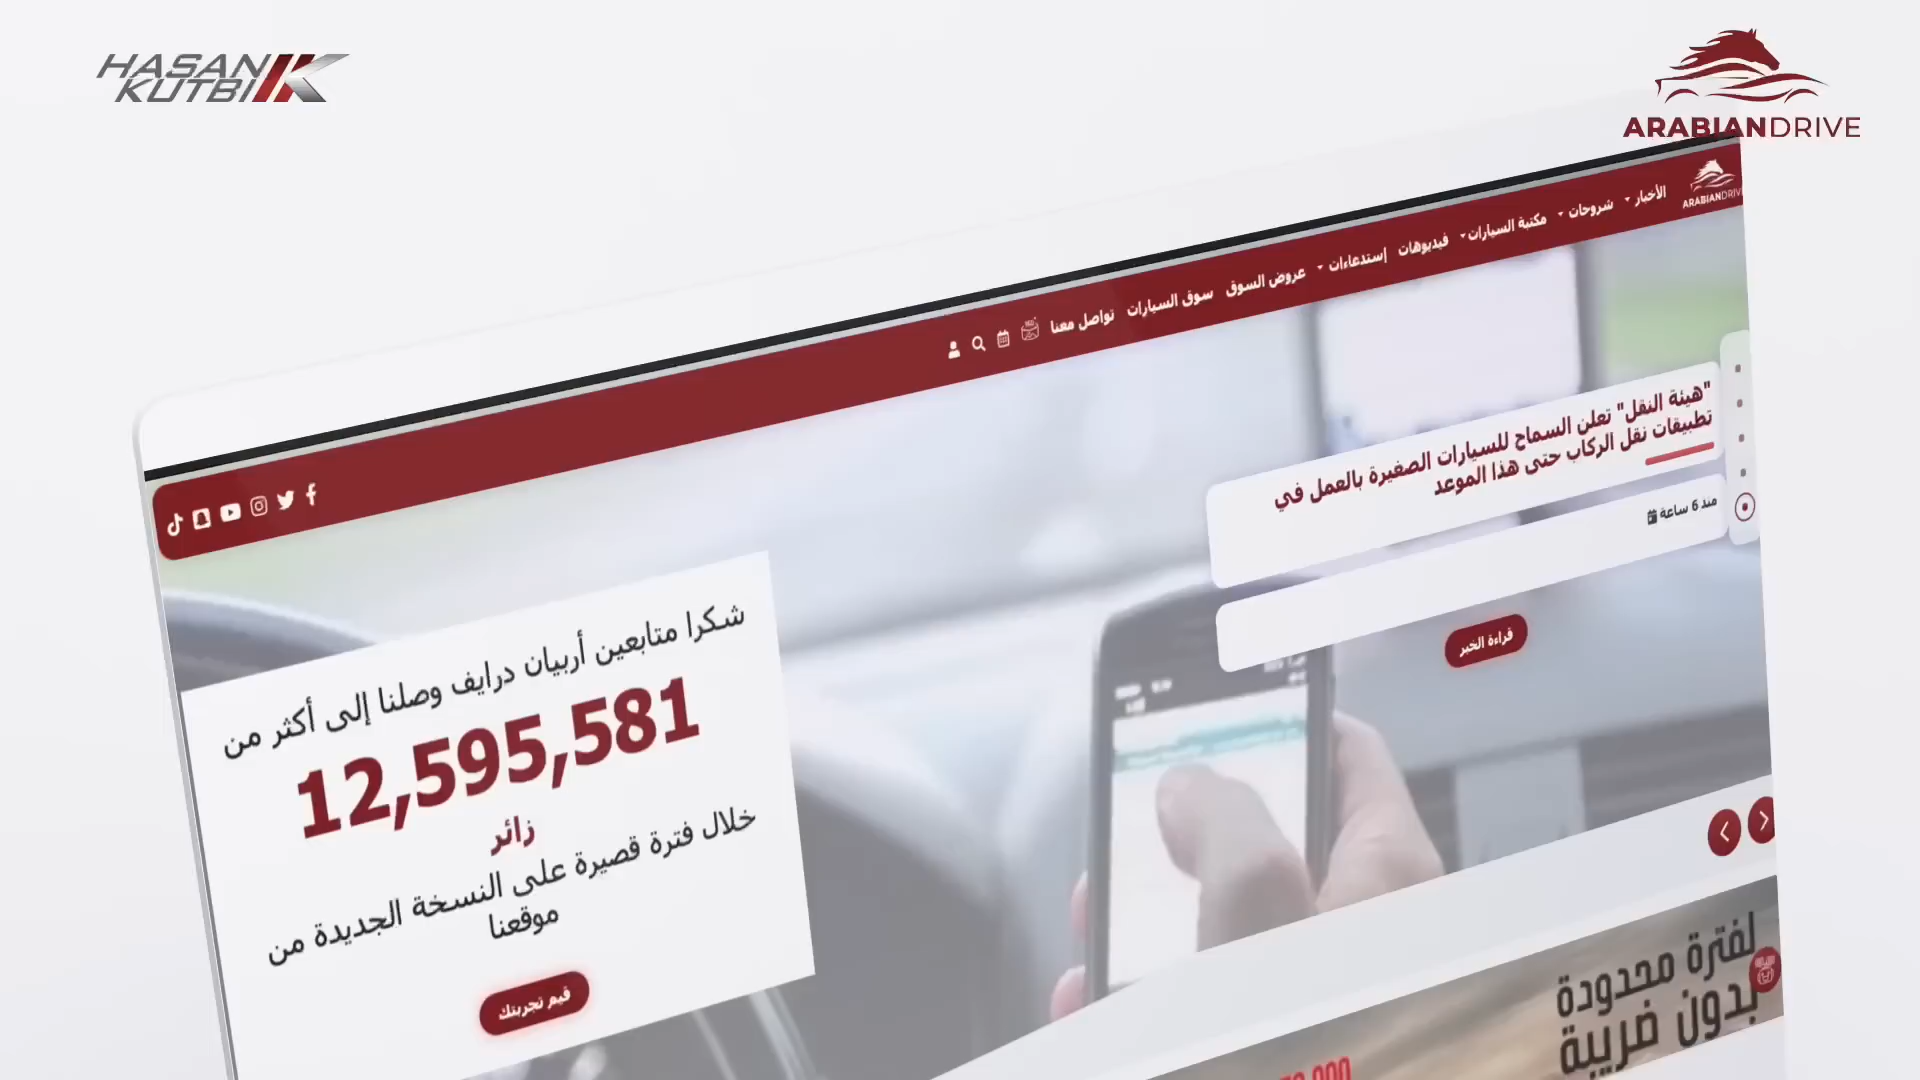 HASAN
KUTBI
ARABIANDRIVE
ARABIANDRIVE
الأخبار
شروحات
مكتبة السيارات
فيديوهات
إستدعاءات
عروض السوق
سوق السيارات
تواصل معنا
"هيئة النقل" تعلن السماح للسيارات الصغيرة بالعمل في
تطبيقات نقل الركاب حتى هذا الموعد
منذ 6 ساعة
قراءة الخبر
شكرا متابعين أربيان درايف وصلنا إلى أكثر من
12,595,581
زائر
خلال فترة قصيرة على النسخة الجديدة من
موقعنا
قيم تجربتك
لفترة محدودة
بدون ضريبة